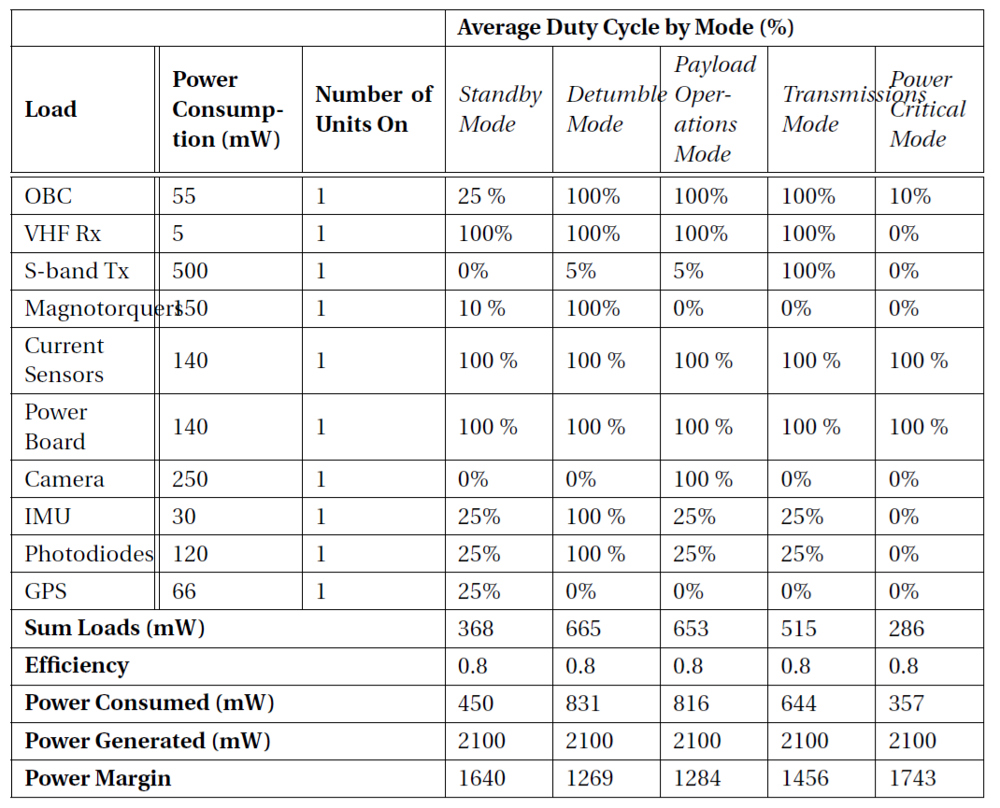 Average Duty Cycle by Mode (%)
Load
Power
Consump-
tion (mW)
Number of
Units On
Standby
Mode
Detumble
Mode
Payload
Oper-
ations
Mode
Transmissions
Mode
Power
Critical
Mode
OBC 55 1 25 % 100% 100% 100% 10%
VHF Rx 5 1 100% 100% 100% 100% 0%
S-band Tx 500 1 0% 5% 5% 100% 0%
Magnotorquers 150 1 10 % 100% 0% 0% 0%
Current
Sensors
140 1 100 % 100 % 100 % 100 % 100 %
Power
Board
140 1 100 % 100 % 100 % 100 % 100 %
Camera 250 1 0% 0% 100 % 0% 0%
IMU 30 1 25% 100 % 25% 25% 0%
Photodiodes 120 1 25% 100 % 25% 25% 0%
GPS 66 1 25% 0% 0% 0% 0%
Sum Loads (mW) 368 665 653 515 286
Efficiency 0.8 0.8 0.8 0.8 0.8
Power Consumed (mW) 450 831 816 644 357
Power Generated (mW) 2100 2100 2100 2100 2100
Power Margin 1640 1269 1284 1456 1743